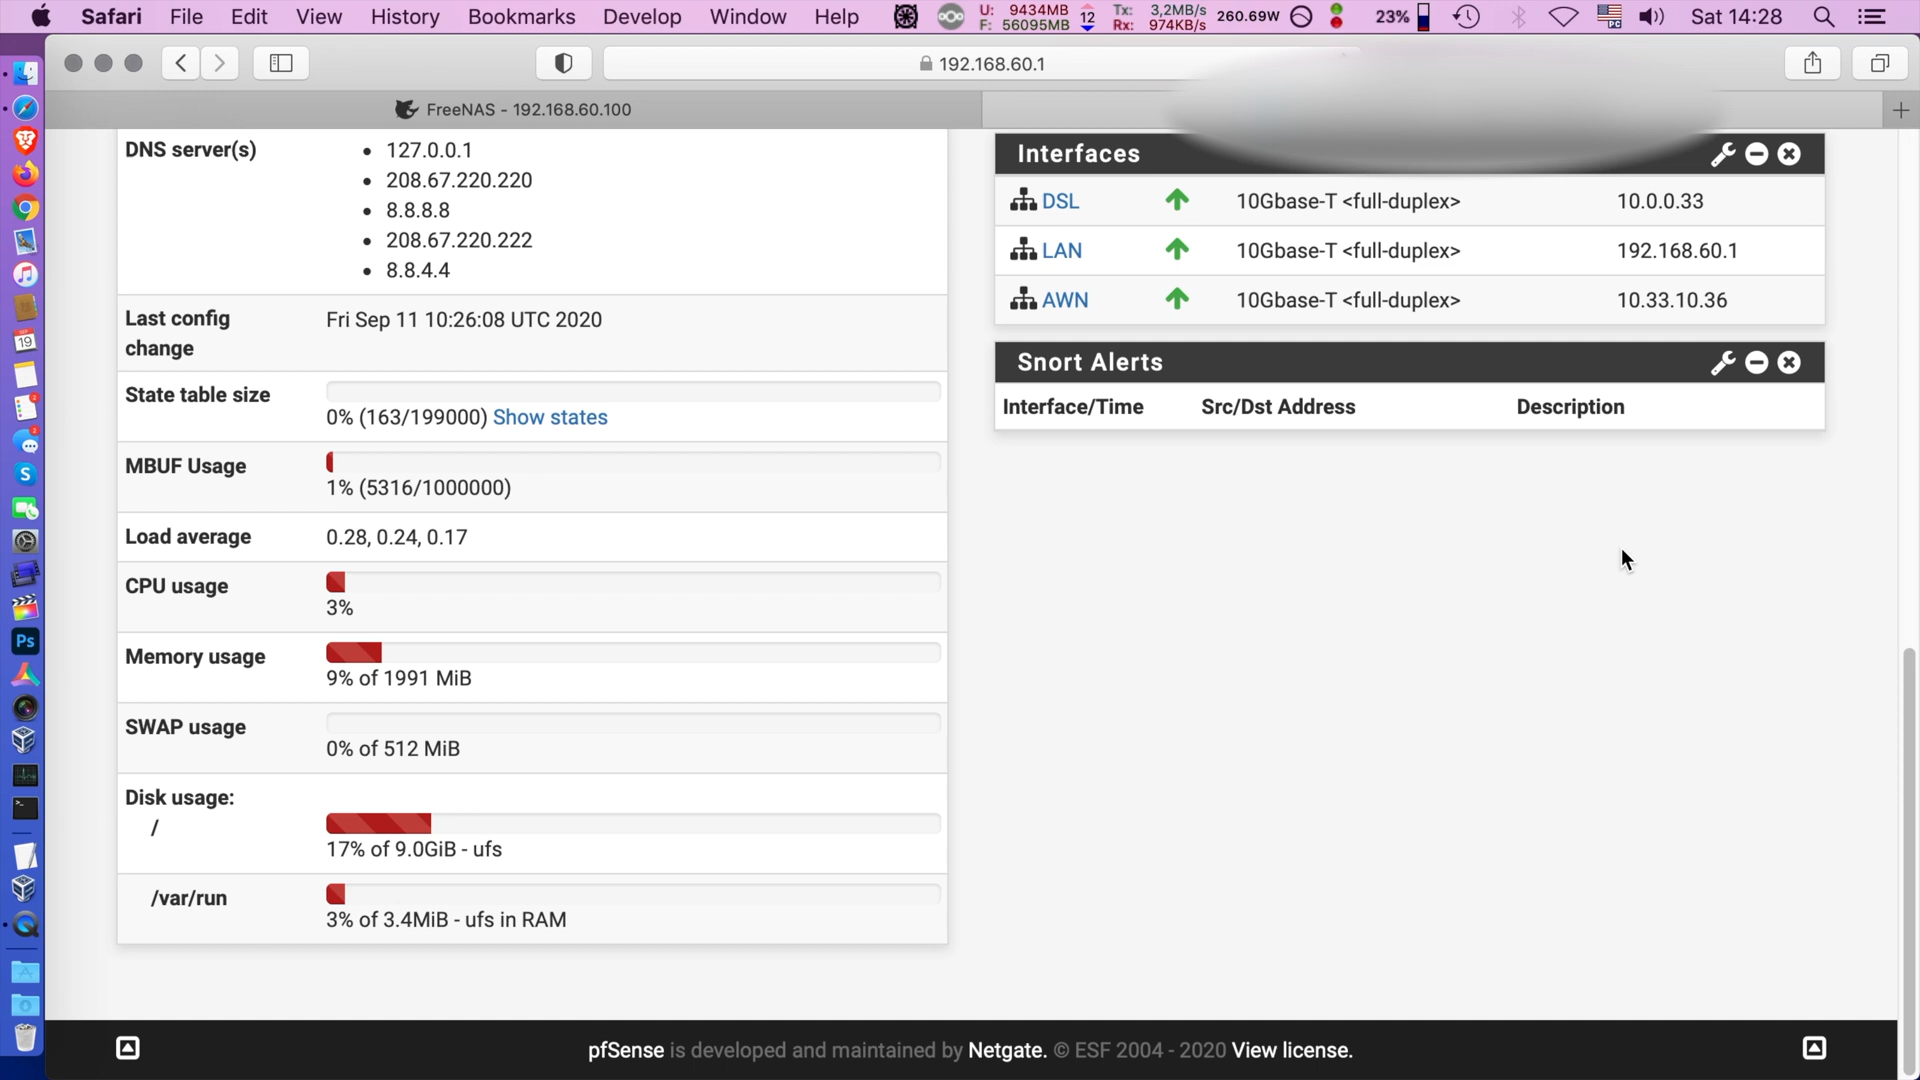 Safari File Edit View History Bookmarks Develop Window Help
U: 9434MB
F: 56095MB
12
Tx: 3,2MB/s
Rx: 974KB/s
260.69W
23%
Sat 14:28
192.168.60.1
FreeNAS - 192.168.60.100
DNS server(s)
127.0.0.1
208.67.220.220
8.8.8.8
208.67.220.222
8.8.4.4
Last config
change
Fri Sep 11 10:26:08 UTC 2020
State table size
0% (163/199000) Show states
MBUF Usage
1% (5316/1000000)
Load average
0.28, 0.24, 0.17
CPU usage
3%
Memory usage
9% of 1991 MiB
SWAP usage
0% of 512 MiB
Disk usage:
/
17% of 9.0GiB - ufs
/var/run
3% of 3.4MiB - ufs in RAM
Interfaces
DSL 10Gbase-T <full-duplex> 10.0.0.33
LAN 10Gbase-T <full-duplex> 192.168.60.1
AWN 10Gbase-T <full-duplex> 10.33.10.36
Snort Alerts
Interface/Time Src/Dst Address Description
19
Ps
pfSense is developed and maintained by Netgate. © ESF 2004 - 2020 View license.